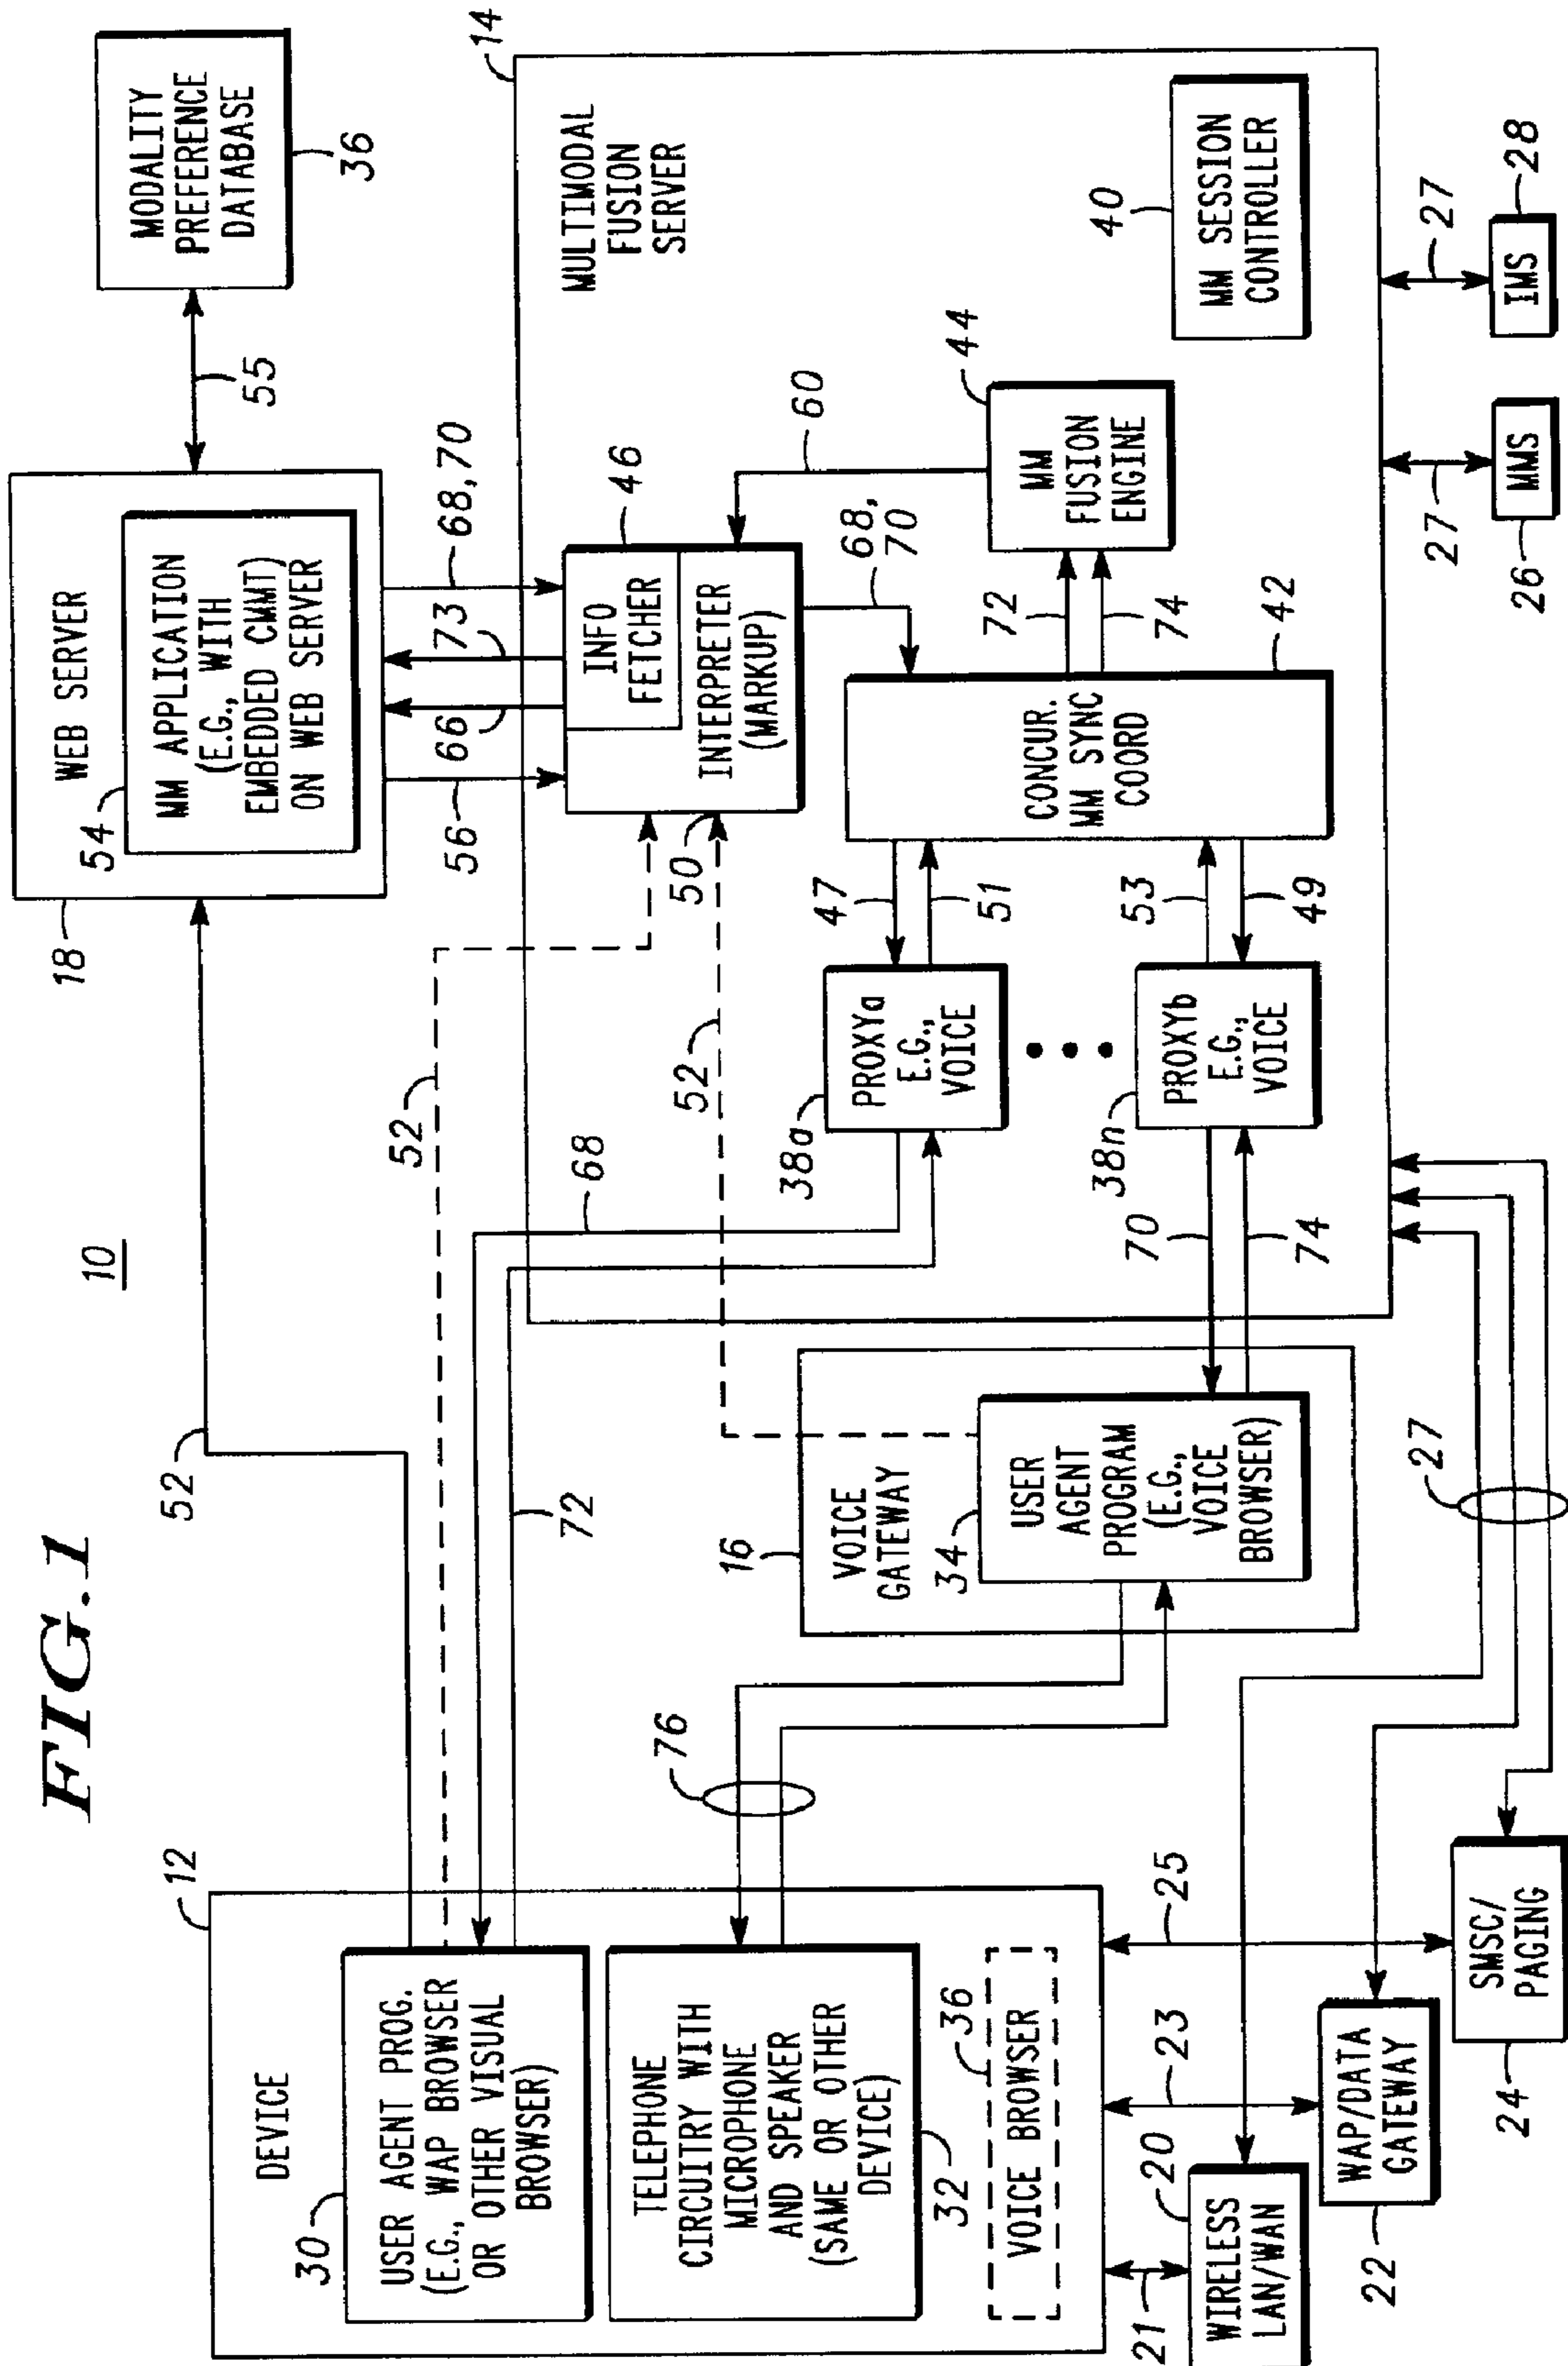 FIG.1
10
12
DEVICE
30
USER AGENT PROG.
(E.G., WAP BROWSER
OR OTHER VISUAL
BROWSER)
TELEPHONE
CIRCUITRY WITH
MICROPHONE
AND SPEAKER
(SAME OR OTHER
DEVICE)
32
36
VOICE BROWSER
21
WIRELESS
LAN/WAN
20
23
WAP/DATA
GATEWAY
22
25
SMSC/
PAGING
24
76
52
52
72
68
52
16
VOICE
GATEWAY
34
USER
AGENT
PROGRAM
(E.G.,
VOICE
BROWSER)
27
70
74
18
WEB SERVER
54
MM APPLICATION
(E.G., WITH
EMBEDDED CMMT)
ON WEB SERVER
55
MODALITY
PREFERENCE
DATABASE
36
56
66
73
68,70
14
MULTIMODAL
FUSION
SERVER
50
INFO
FETCHER
INTERPRETER
(MARKUP)
46
60
68,
70
38a
PROXYa
E.G.,
VOICE
47
51
38n
PROXYb
E.G.,
VOICE
53
49
CONCUR.
MM SYNC
COORD
42
72
74
MM
FUSION
ENGINE
44
40
MM SESSION
CONTROLLER
27
MMS
26
27
IMS
28